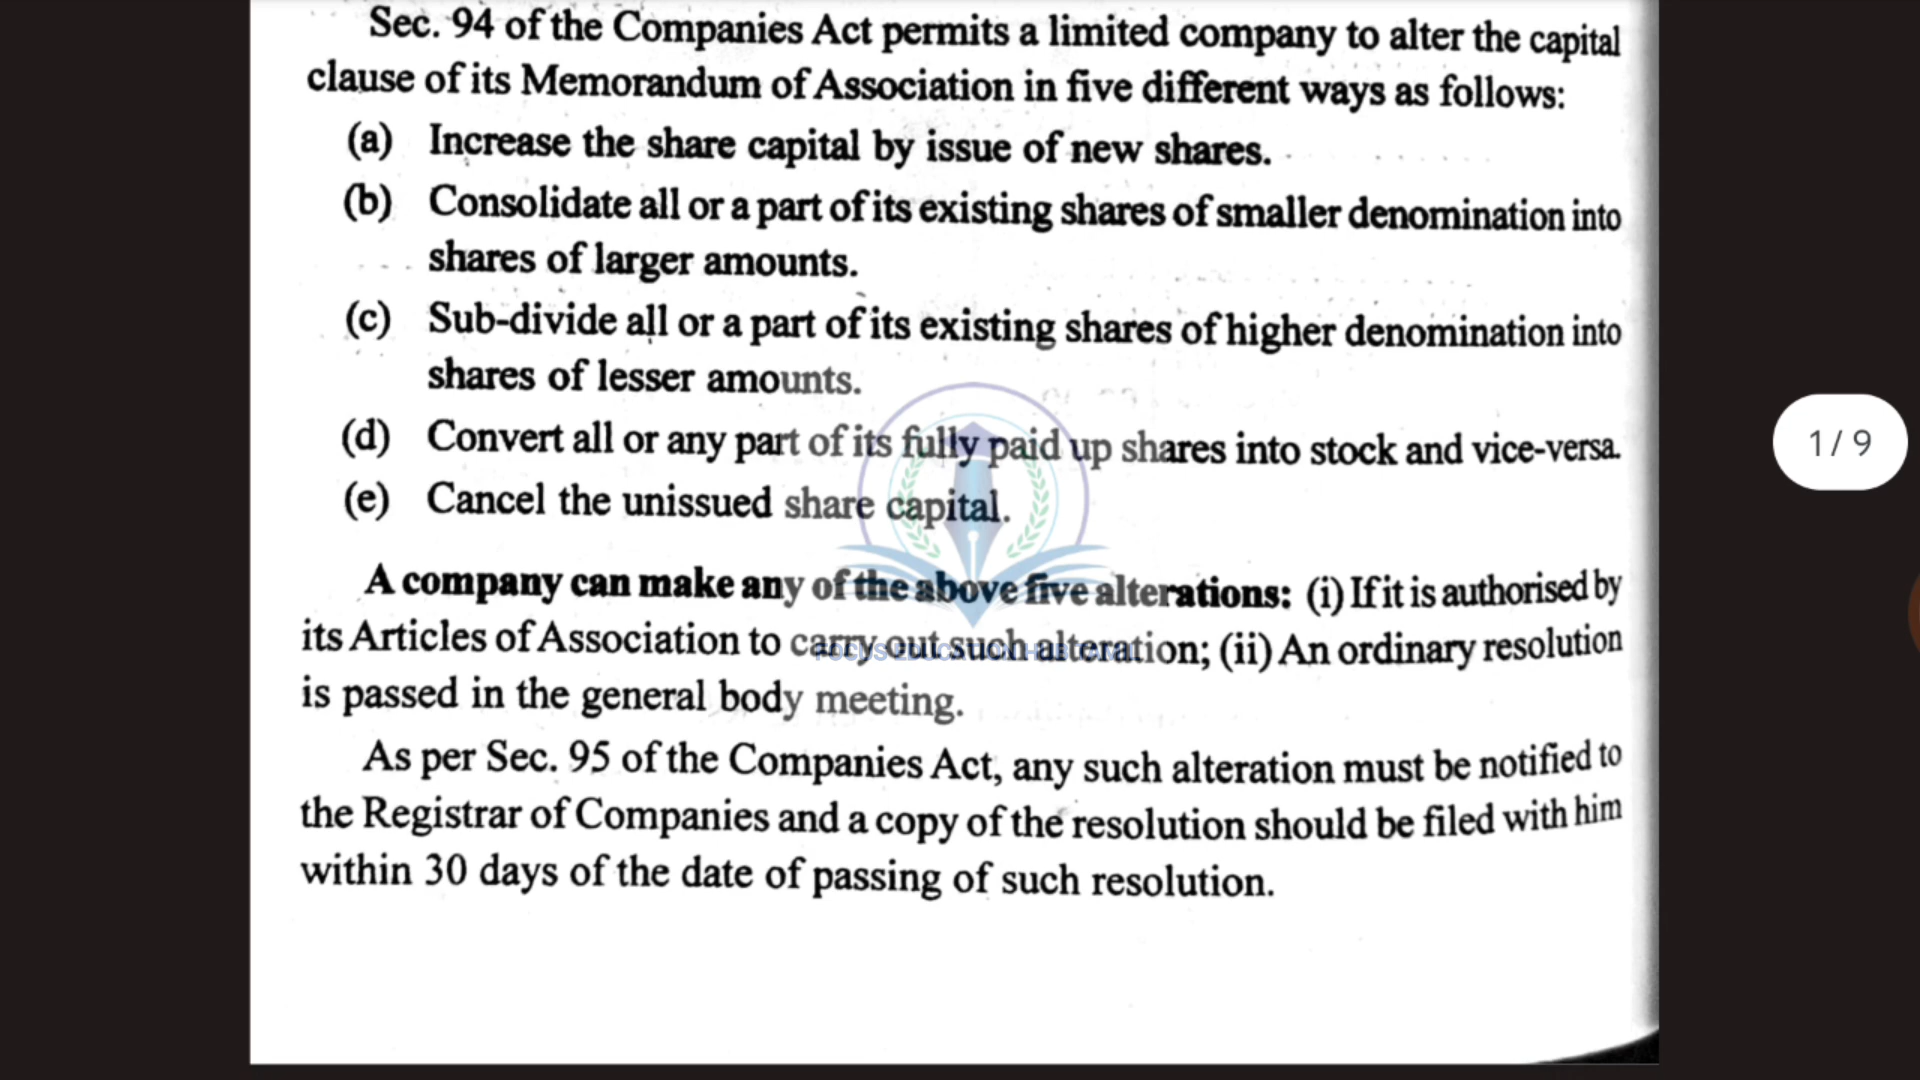 Sec. 94 of the Companies Act permits a limited company to alter the capital
clause of its Memorandum of Association in five different ways as follows:
(a) Increase the share capital by issue of new shares.
(b) Consolidate all or a part of its existing shares of smaller denomination into
shares of larger amounts.
(c) Sub-divide all or a part of its existing shares of higher denomination into
shares of lesser amounts.
(d) Convert all or any part of its fully paid up shares into stock and vice-versa.
(e) Cancel the unissued share capital.
1/9
A company can make any of the above five alterations: (i) If it is authorised by
its Articles of Association to carry out such alteration; (ii) An ordinary resolution
FOCUS EDUCATION HUB
is passed in the general body meeting.
As per Sec. 95 of the Companies Act, any such alteration must be notified to
the Registrar of Companies and a copy of the resolution should be filed with him
within 30 days of the date of passing of such resolution.